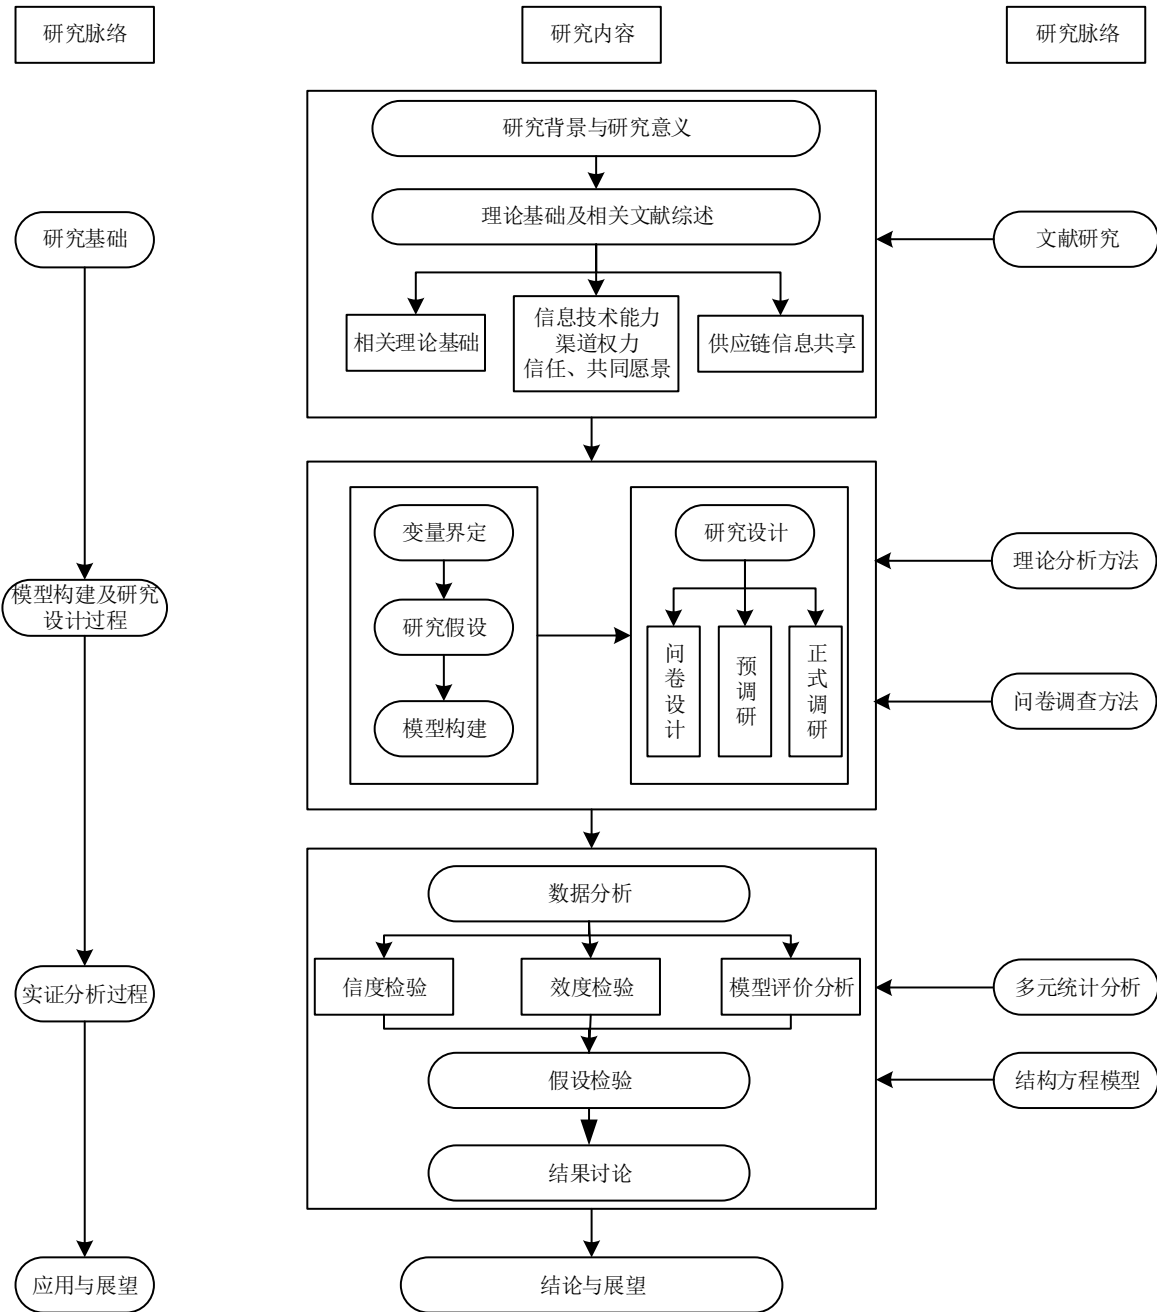 研究脉络
研究内容
研究脉络
研究背景与研究意义
理论基础及相关文献综述
研究基础
文献研究
相关理论基础
信息技术能力
渠道权力
信任、共同愿景
供应链信息共享
变量界定
研究设计
理论分析方法
模型构建及研究
设计过程
研究假设
问卷设计
预调研
正式调研
问卷调查方法
模型构建
数据分析
实证分析过程
信度检验
效度检验
模型评价分析
多元统计分析
假设检验
结构方程模型
结果讨论
应用与展望
结论与展望